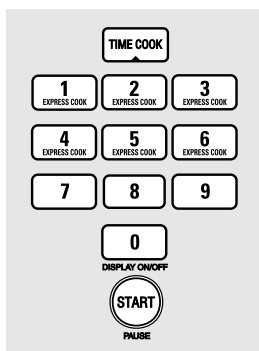 TIME COOK
1 2 3
EXPRESS COOK EXPRESS COOK EXPRESS COOK
4 5 6
EXPRESS COOK EXPRESS COOK EXPRESS COOK
7 8 9
0
DISPLAY ON/OFF
START
PAUSE